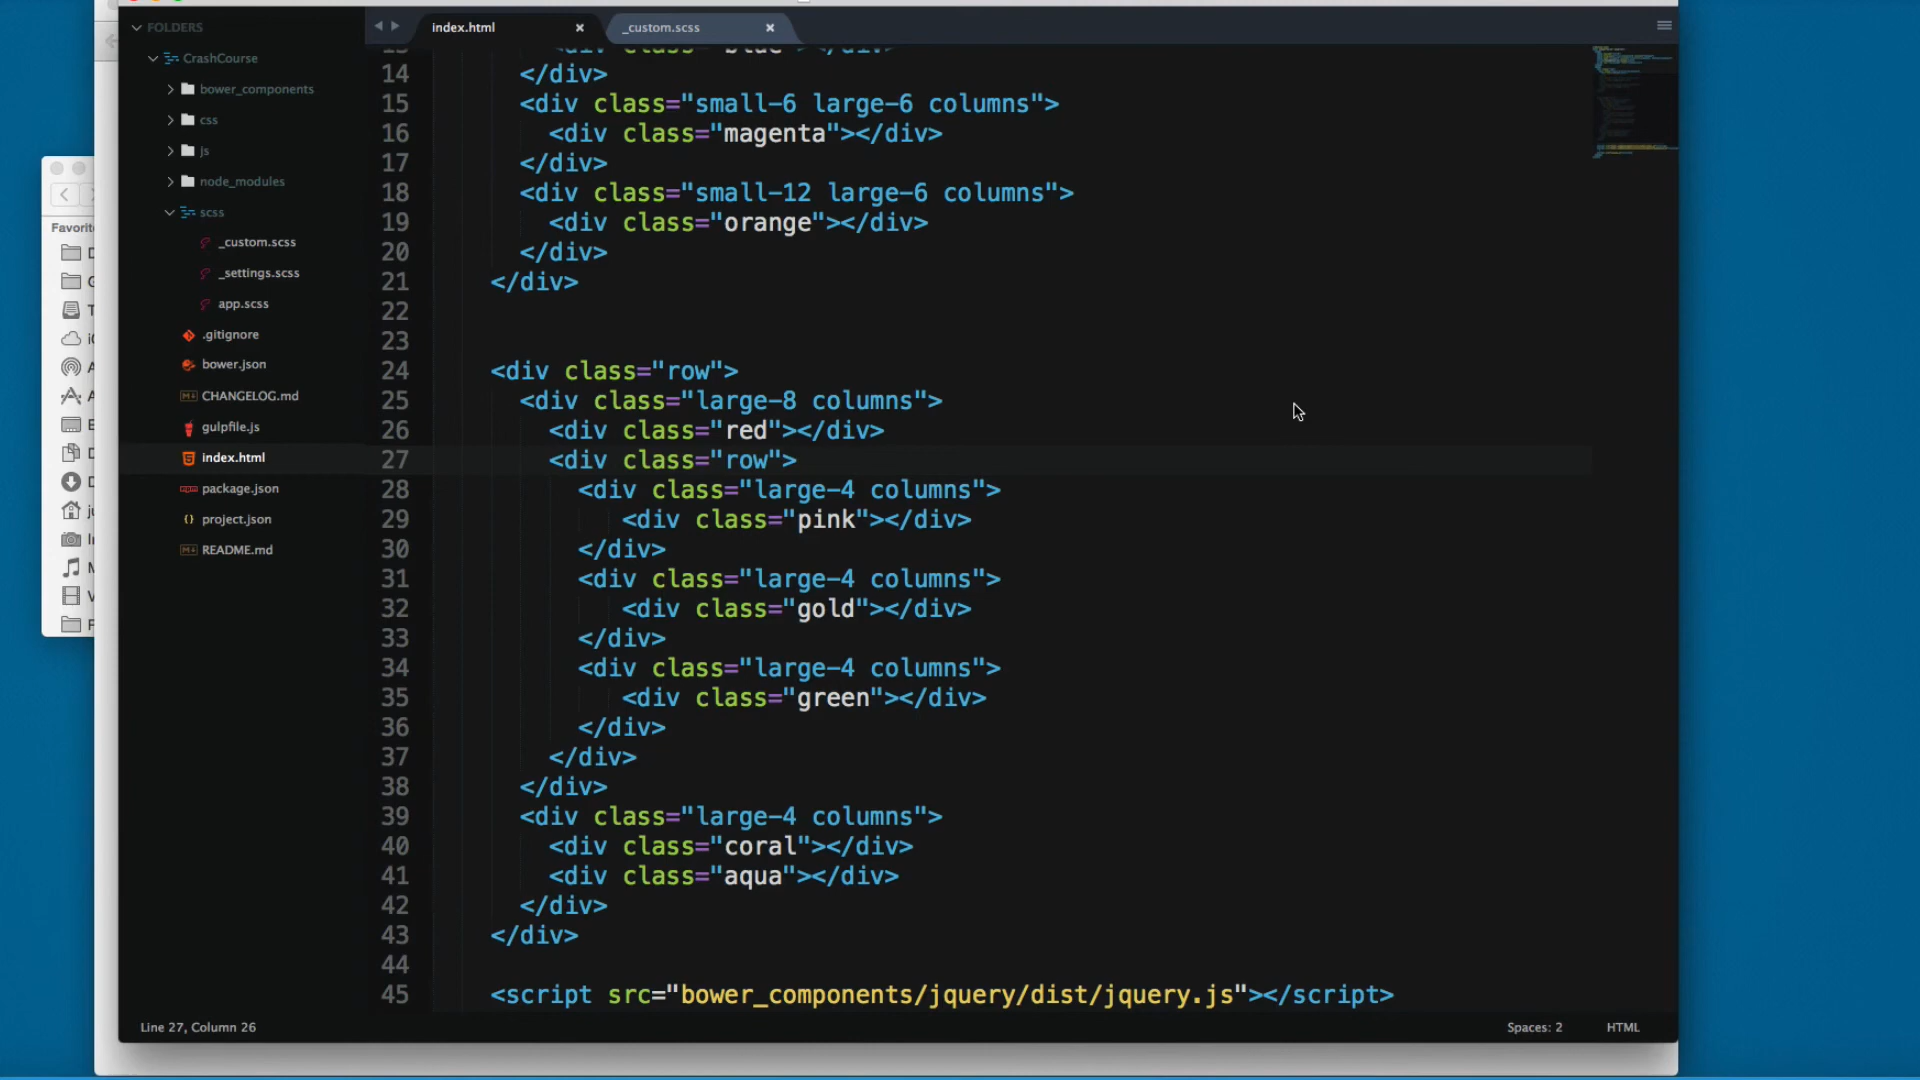 FOLDERS
CrashCourse
bower_components
css
js
node_modules
scss
_custom.scss
_settings.scss
app.scss
.gitignore
bower.json
CHANGELOG.md
gulpfile.js
index.html
package.json
project.json
README.md
index.html
_custom.scss
14 </div>
15 <div class="small-6 large-6 columns">
16 <div class="magenta"></div>
17 </div>
18 <div class="small-12 large-6 columns">
19 <div class="orange"></div>
20 </div>
21 </div>
22
23
24 <div class="row">
25 <div class="large-8 columns">
26 <div class="red"></div>
27 <div class="row">
28 <div class="large-4 columns">
29 <div class="pink"></div>
30 </div>
31 <div class="large-4 columns">
32 <div class="gold"></div>
33 </div>
34 <div class="large-4 columns">
35 <div class="green"></div>
36 </div>
37 </div>
38 </div>
39 <div class="large-4 columns">
40 <div class="coral"></div>
41 <div class="aqua"></div>
42 </div>
43 </div>
44
45 <script src="bower_components/jquery/dist/jquery.js"></script>
Line 27, Column 26
Spaces: 2
HTML